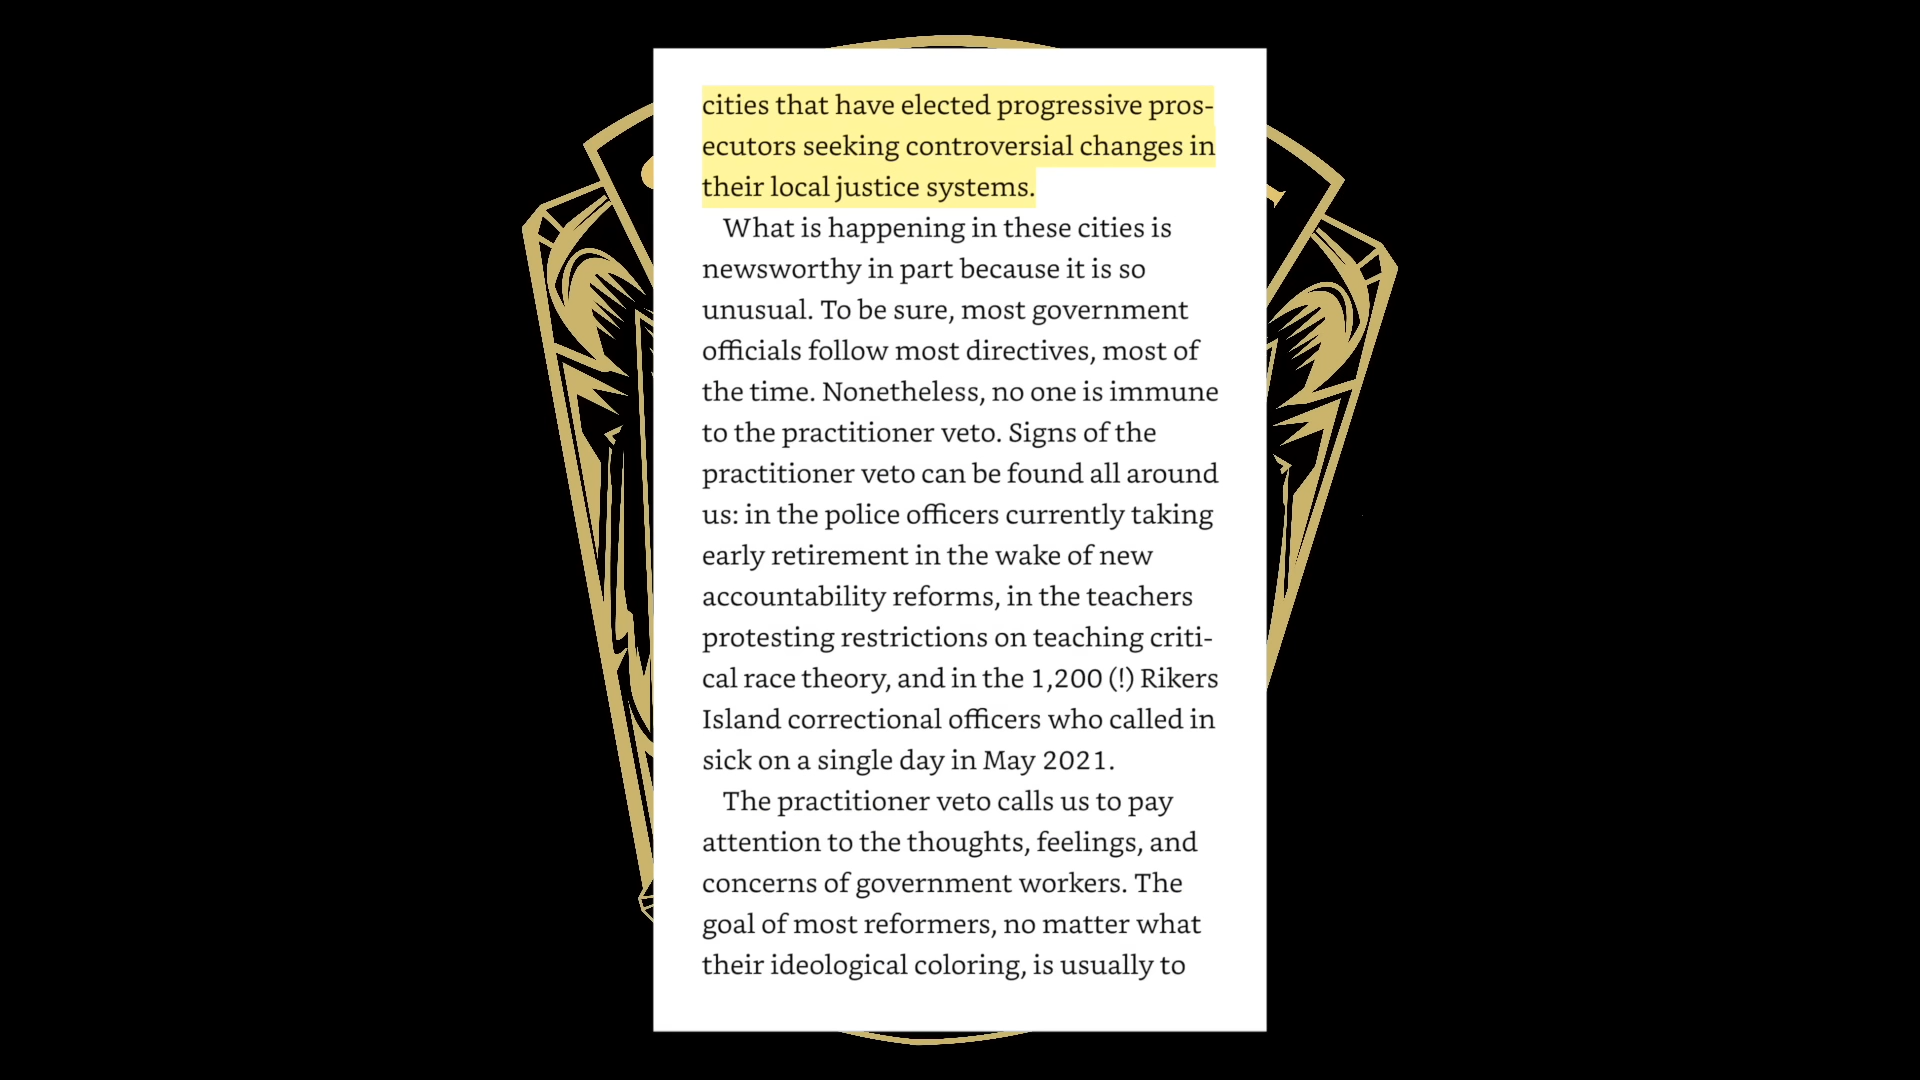 cities that have elected progressive pros-
ecutors seeking controversial changes in
their local justice systems.
What is happening in these cities is
newsworthy in part because it is so
unusual. To be sure, most government
officials follow most directives, most of
the time. Nonetheless, no one is immune
to the practitioner veto. Signs of the
practitioner veto can be found all around
us: in the police officers currently taking
early retirement in the wake of new
accountability reforms, in the teachers
protesting restrictions on teaching criti-
cal race theory, and in the 1,200 (!) Rikers
Island correctional officers who called in
sick on a single day in May 2021.
The practitioner veto calls us to pay
attention to the thoughts, feelings, and
concerns of government workers. The
goal of most reformers, no matter what
their ideological coloring, is usually to